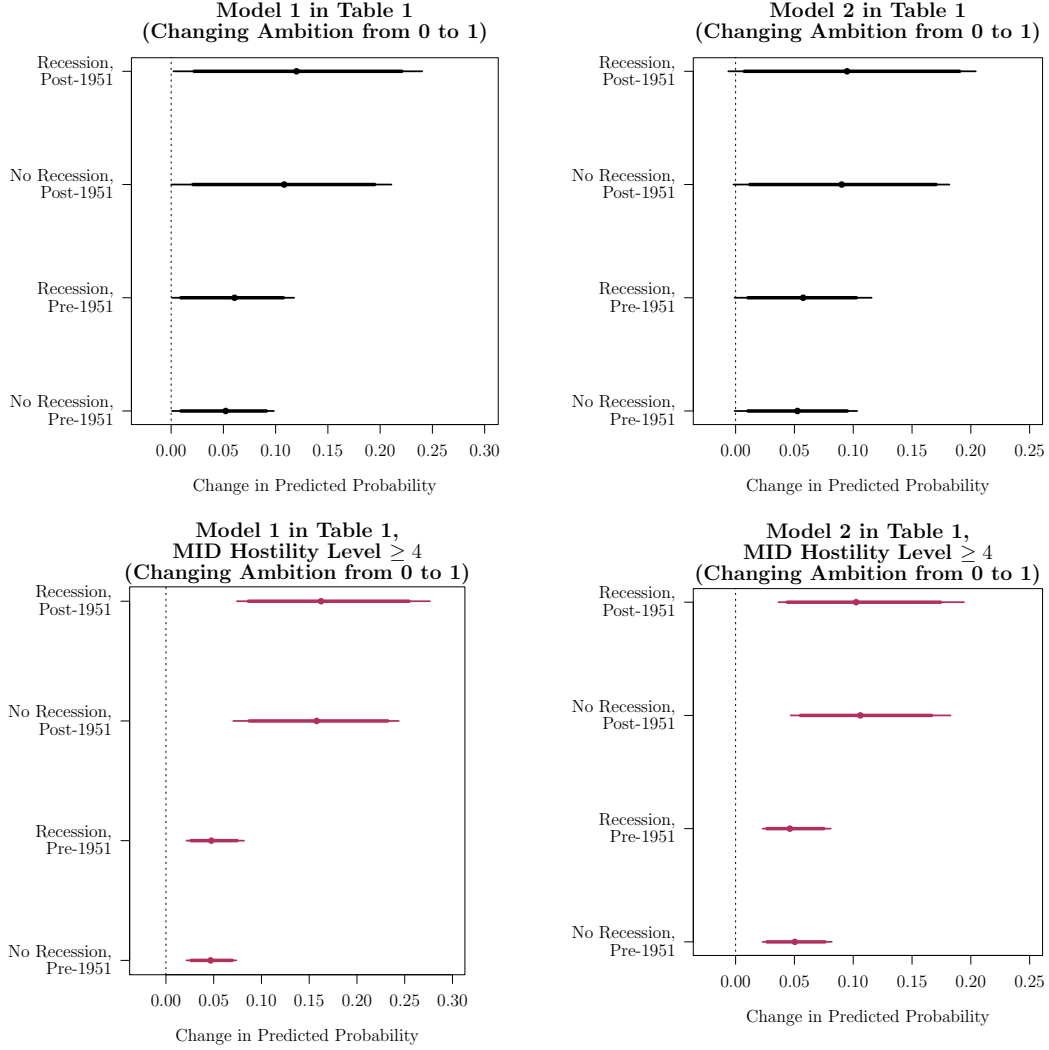 Model 1 in Table 1
(Changing Ambition from 0 to 1)
Recession,
Post-1951
No Recession,
Post-1951
Recession,
Pre-1951
No Recession,
Pre-1951
0.00 0.05 0.10 0.15 0.20 0.25 0.30
Change in Predicted Probability
Model 2 in Table 1
(Changing Ambition from 0 to 1)
Recession,
Post-1951
No Recession,
Post-1951
Recession,
Pre-1951
No Recession,
Pre-1951
0.00 0.05 0.10 0.15 0.20 0.25
Change in Predicted Probability
Model 1 in Table 1,
MID Hostility Level ≥ 4
(Changing Ambition from 0 to 1)
Recession,
Post-1951
No Recession,
Post-1951
Recession,
Pre-1951
No Recession,
Pre-1951
0.00 0.05 0.10 0.15 0.20 0.25 0.30
Change in Predicted Probability
Model 2 in Table 1,
MID Hostility Level ≥ 4
(Changing Ambition from 0 to 1)
Recession,
Post-1951
No Recession,
Post-1951
Recession,
Pre-1951
No Recession,
Pre-1951
0.00 0.05 0.10 0.15 0.20 0.25
Change in Predicted Probability